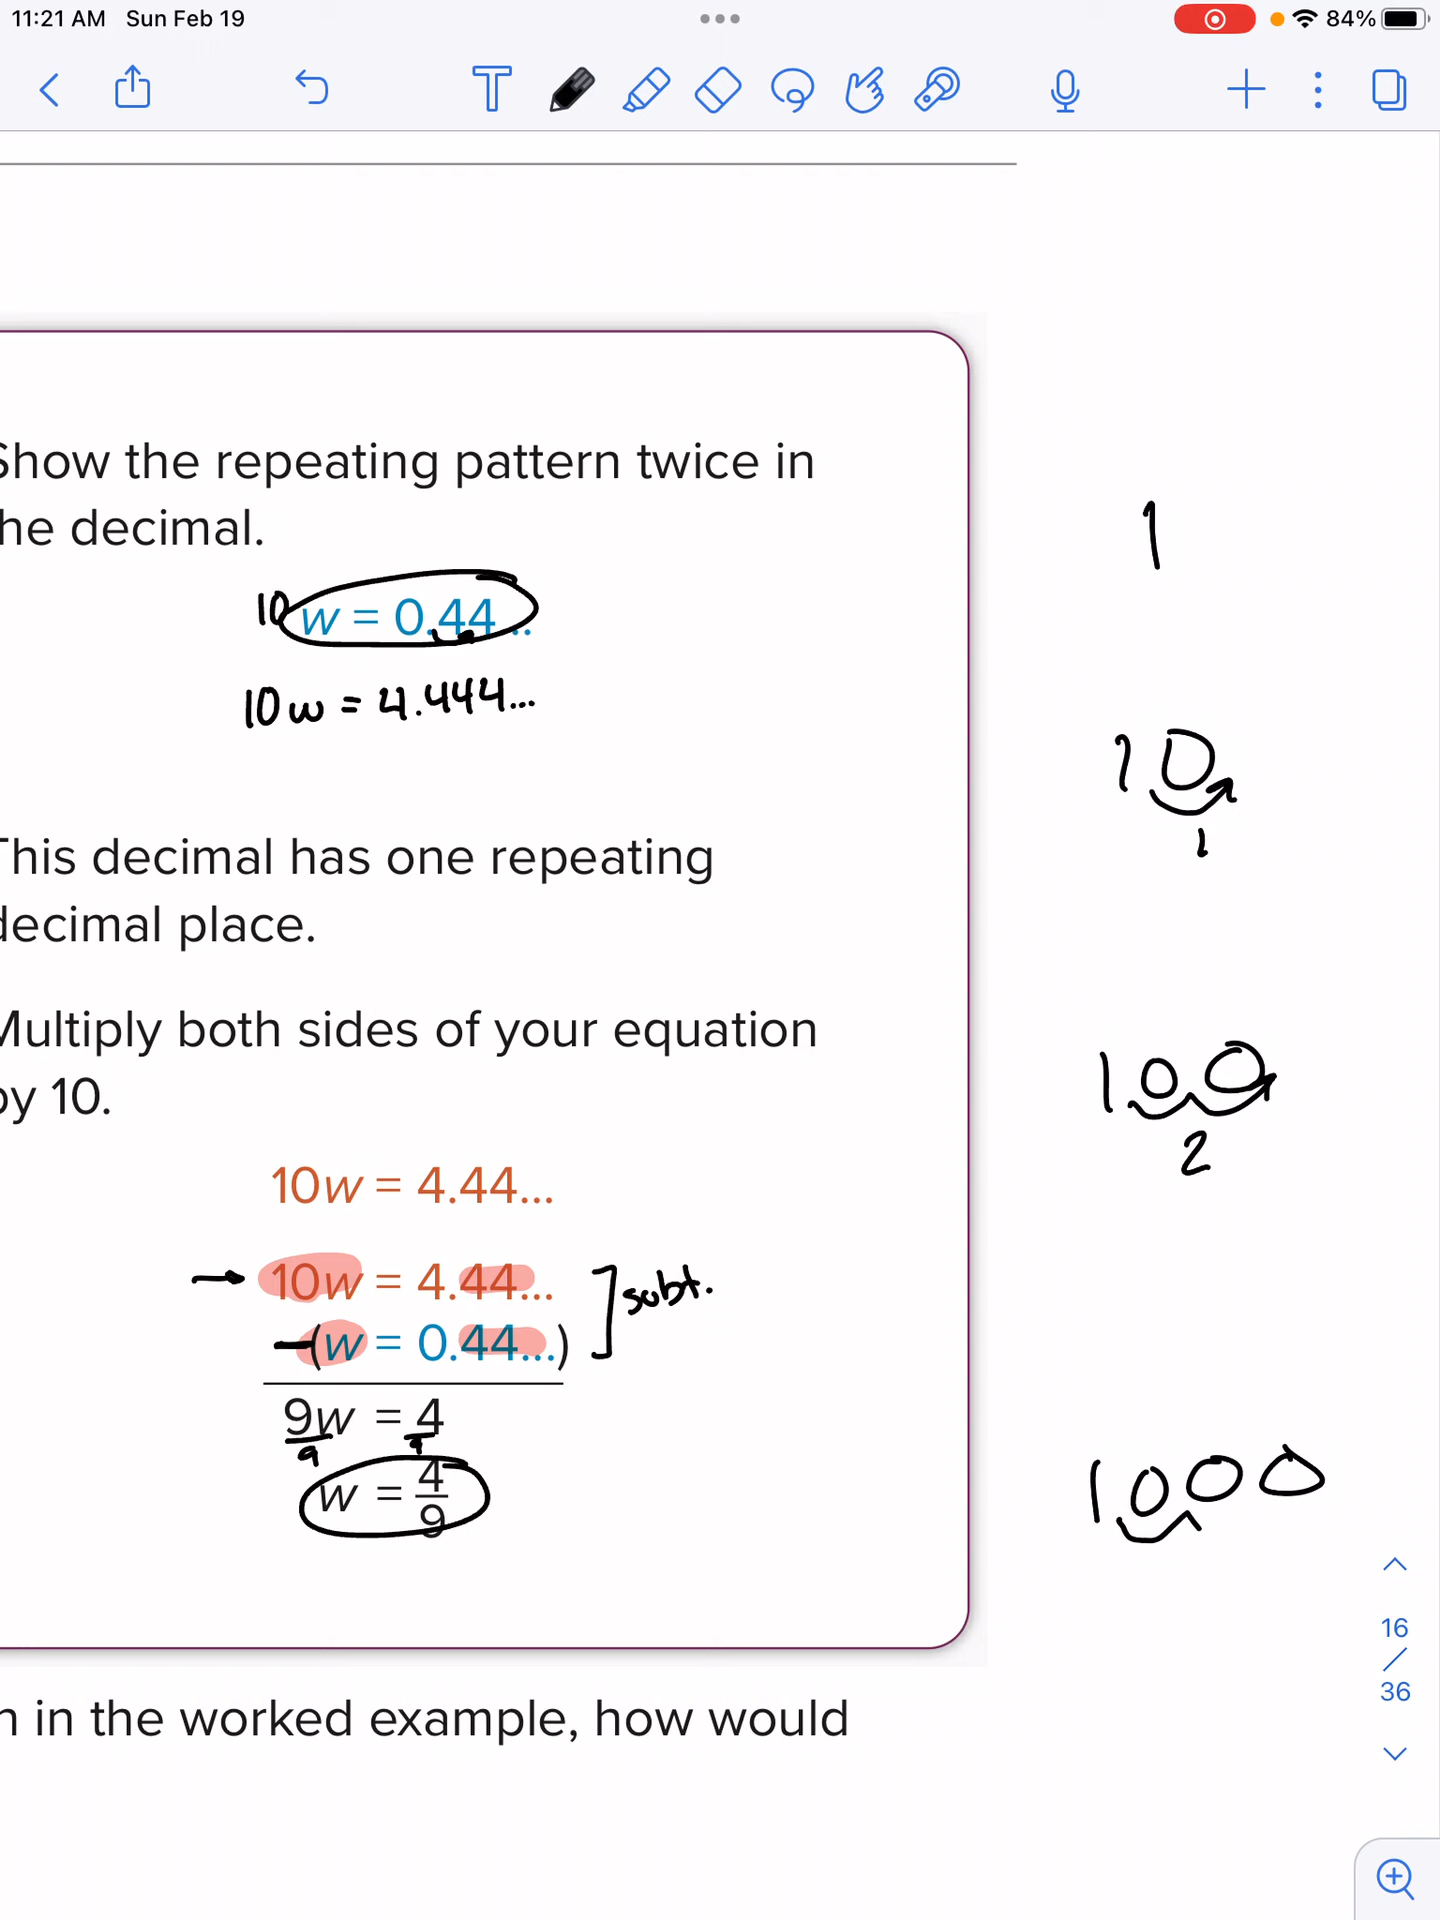 11:21 AM Sun Feb 19
84%
Show the repeating pattern twice in
he decimal.
10 w = 0.44...
10w = 4.444...
This decimal has one repeating
decimal place.
Multiply both sides of your equation
by 10.
10w = 4.44...
10w = 4.44...
−(w = 0.44...)
subt.
9w = 4
9 9
w = 4/9
n in the worked example, how would
1
10
1
100
2
1000
16
/
36